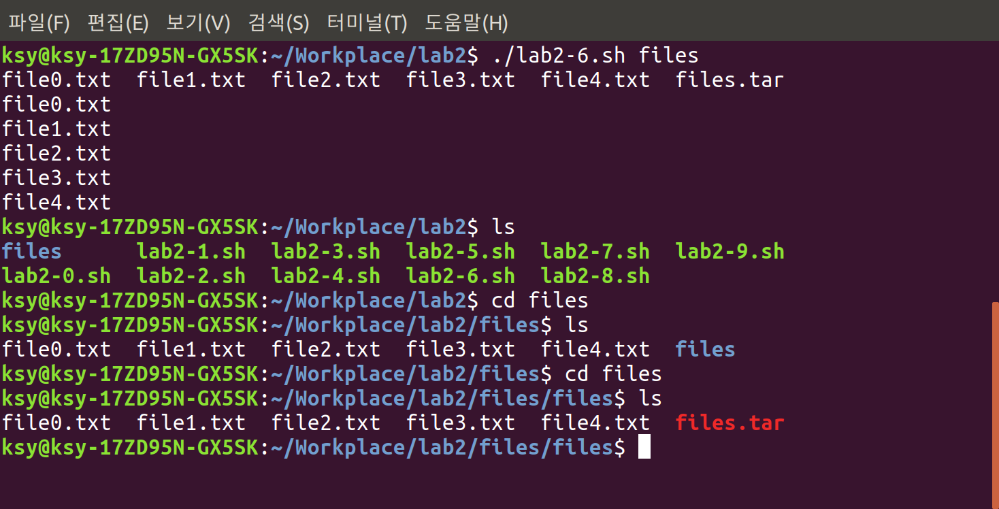 파일(F) 편집(E) 보기(V) 검색(S) 터미널(T) 도움말(H)
ksy@ksy-17ZD95N-GX5SK:~/Workplace/lab2$ ./lab2-6.sh files
file0.txt  file1.txt  file2.txt  file3.txt  file4.txt  files.tar
file0.txt
file1.txt
file2.txt
file3.txt
file4.txt
ksy@ksy-17ZD95N-GX5SK:~/Workplace/lab2$ ls
files      lab2-1.sh  lab2-3.sh  lab2-5.sh  lab2-7.sh  lab2-9.sh
lab2-0.sh  lab2-2.sh  lab2-4.sh  lab2-6.sh  lab2-8.sh
ksy@ksy-17ZD95N-GX5SK:~/Workplace/lab2$ cd files
ksy@ksy-17ZD95N-GX5SK:~/Workplace/lab2/files$ ls
file0.txt  file1.txt  file2.txt  file3.txt  file4.txt  files
ksy@ksy-17ZD95N-GX5SK:~/Workplace/lab2/files$ cd files
ksy@ksy-17ZD95N-GX5SK:~/Workplace/lab2/files/files$ ls
file0.txt  file1.txt  file2.txt  file3.txt  file4.txt  files.tar
ksy@ksy-17ZD95N-GX5SK:~/Workplace/lab2/files/files$